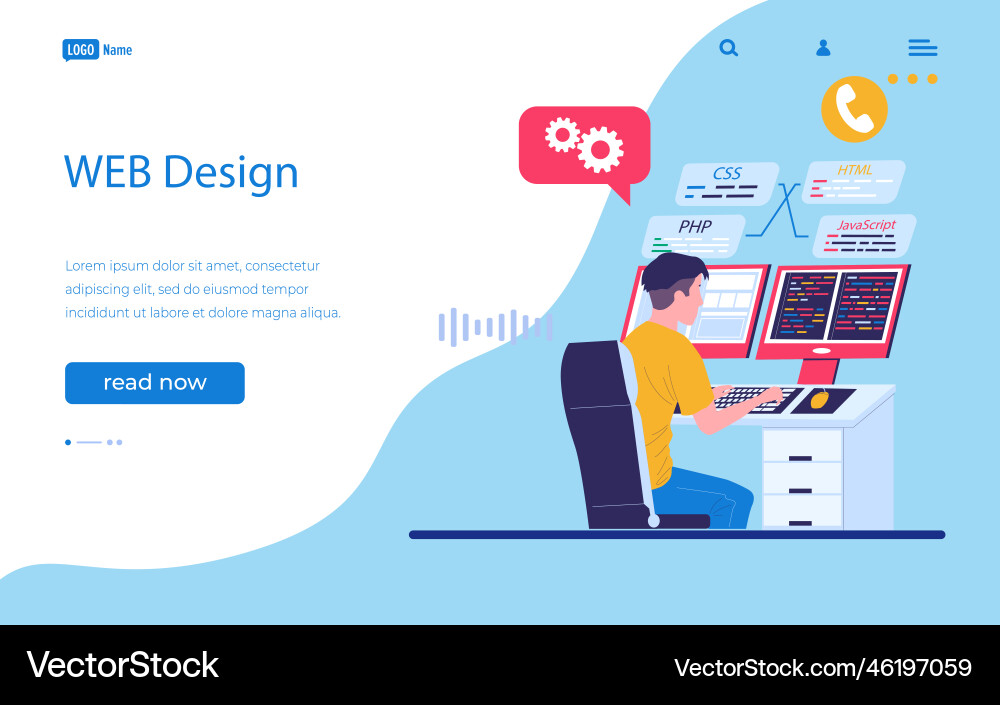 LOGO Name
WEB Design
CSS
HTML
PHP
JavaScript
Lorem ipsum dolor sit amet, consectetur
adipiscing elit, sed do eiusmod tempor
incididunt ut labore et dolore magna aliqua.
read now
VectorStock
VectorStock.com/46197059